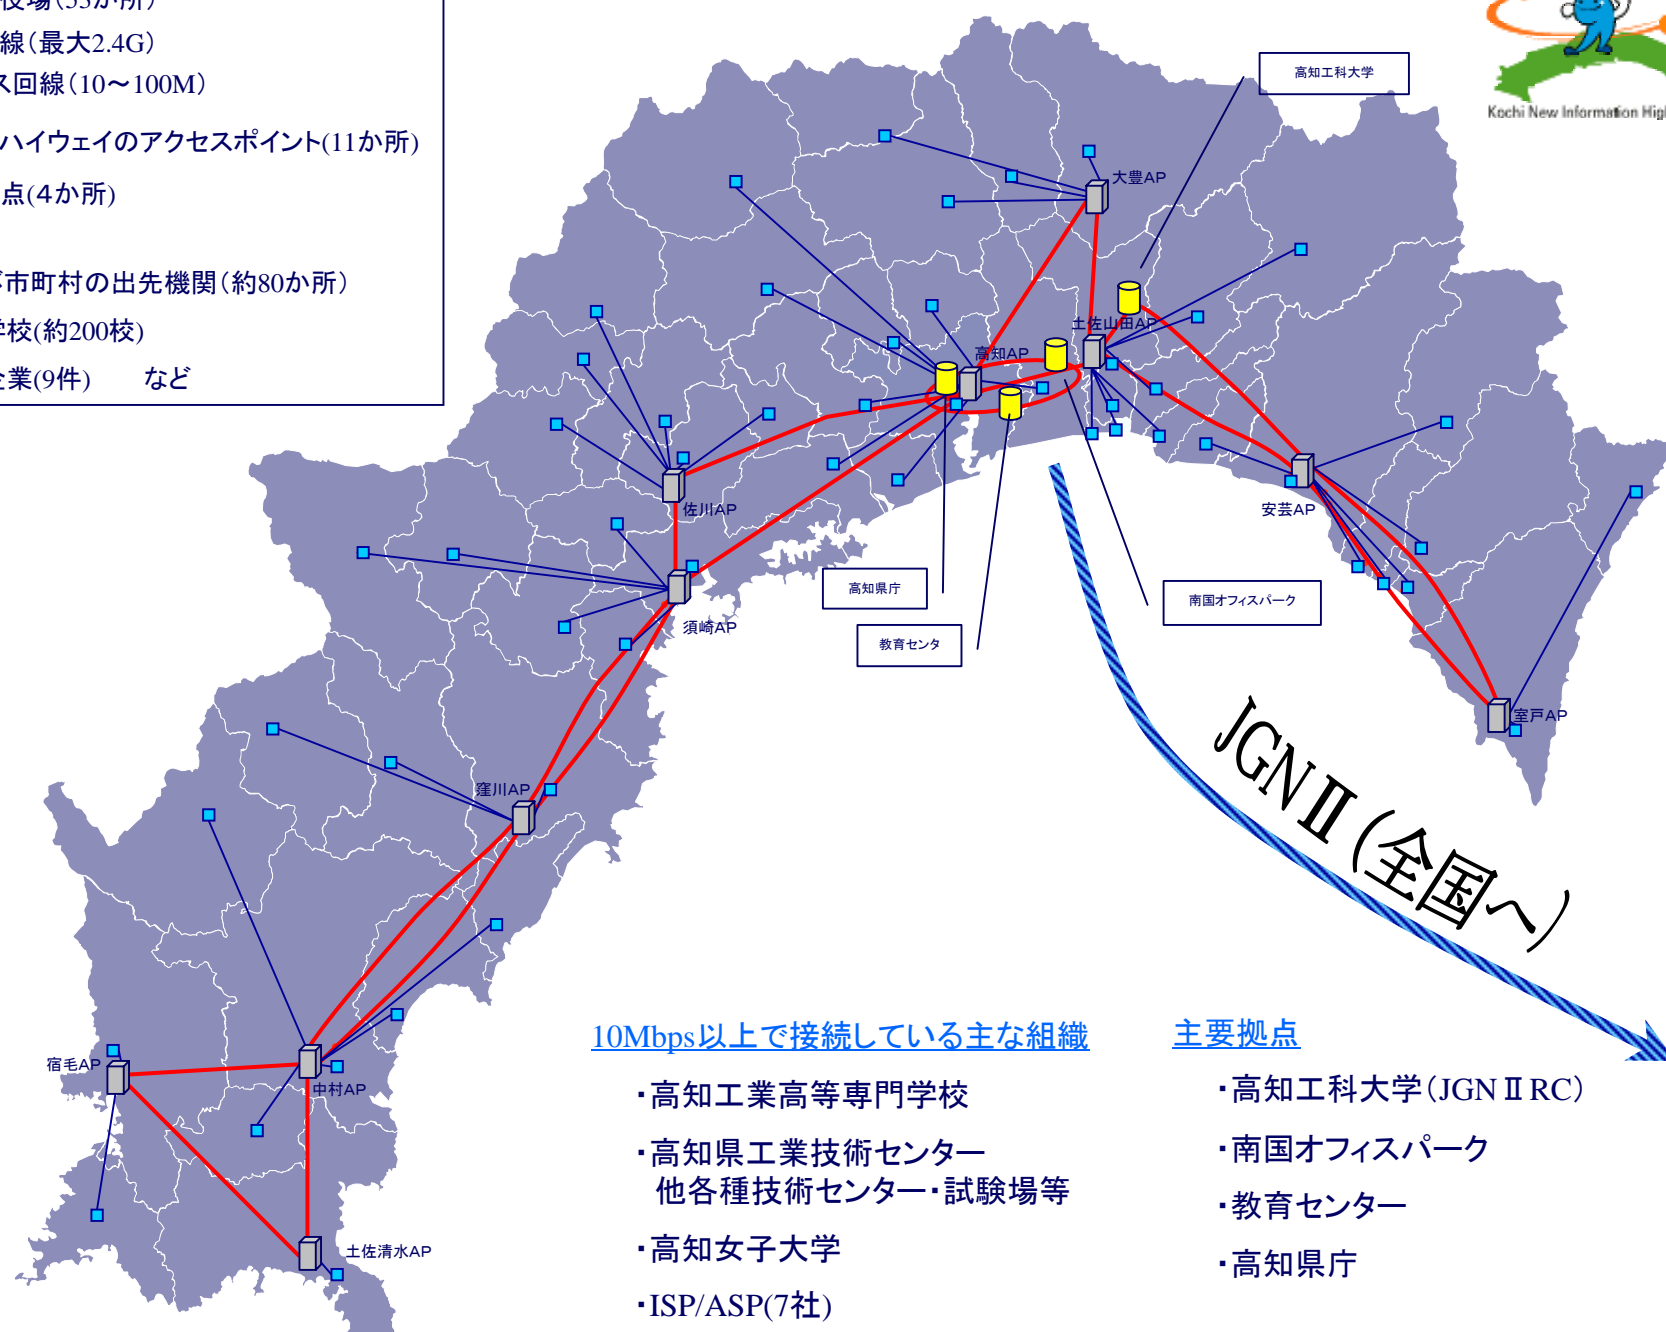 役場(53か所)
線(最大2.4G)
ス回線(10～100M)
ハイウェイのアクセスポイント(11か所)
点(4か所)
市町村の出先機関(約80か所)
学校(約200校)
企業(9件) など
Kochi New Information High
高知工科大学
大豊AP
土佐山田AP
高知AP
佐川AP
安芸AP
高知県庁
南国オフィスパーク
須崎AP
教育センタ
室戸AP
JGNⅡ(全国へ)
窪川AP
宿毛AP
中村AP
土佐清水AP
10Mbps以上で接続している主な組織
・高知工業高等専門学校
・高知県工業技術センター
他各種技術センター・試験場等
・高知女子大学
・ISP/ASP(7社)
主要拠点
・高知工科大学(JGNⅡRC)
・南国オフィスパーク
・教育センター
・高知県庁